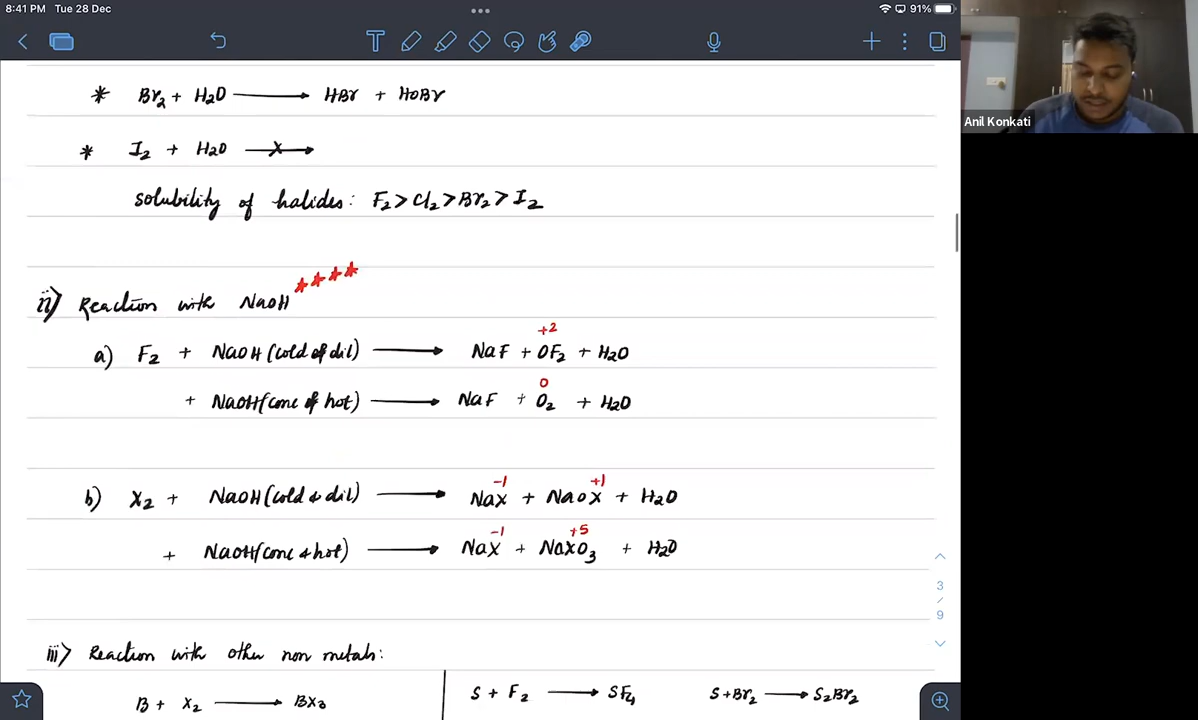 8:41 PM Tue 28 Dec
91%
Anil Konkati
* Br₂ + H₂O ⟶ HBr + HOBr
* I₂ + H₂O ⟶ X
solubility of halides: F₂ > Cl₂ > Br₂ > I₂
ii) Reaction with NaOH ★★★★
+2
a) F₂ + NaOH (cold & dil) ⟶ NaF + OF₂ + H₂O
0
+ NaOH (conc & hot) ⟶ NaF + O₂ + H₂O
-1 +1
b) X₂ + NaOH (cold & dil) ⟶ NaX + NaOX + H₂O
-1 +5
+ NaOH (conc & hot) ⟶ NaX + NaXO₃ + H₂O
3
/
9
iii) Reaction with other non metals:
B + X₂ ⟶ BX₃
S + F₂ ⟶ SF₄
S + Br₂ ⟶ S₂Br₂